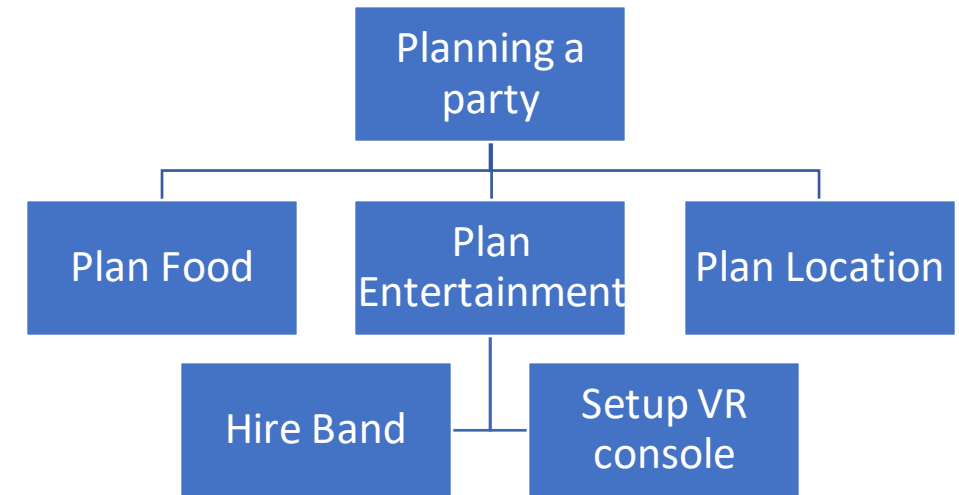 Planning a
party
Plan Food
Plan
Entertainment
Plan Location
Hire Band
Setup VR
console